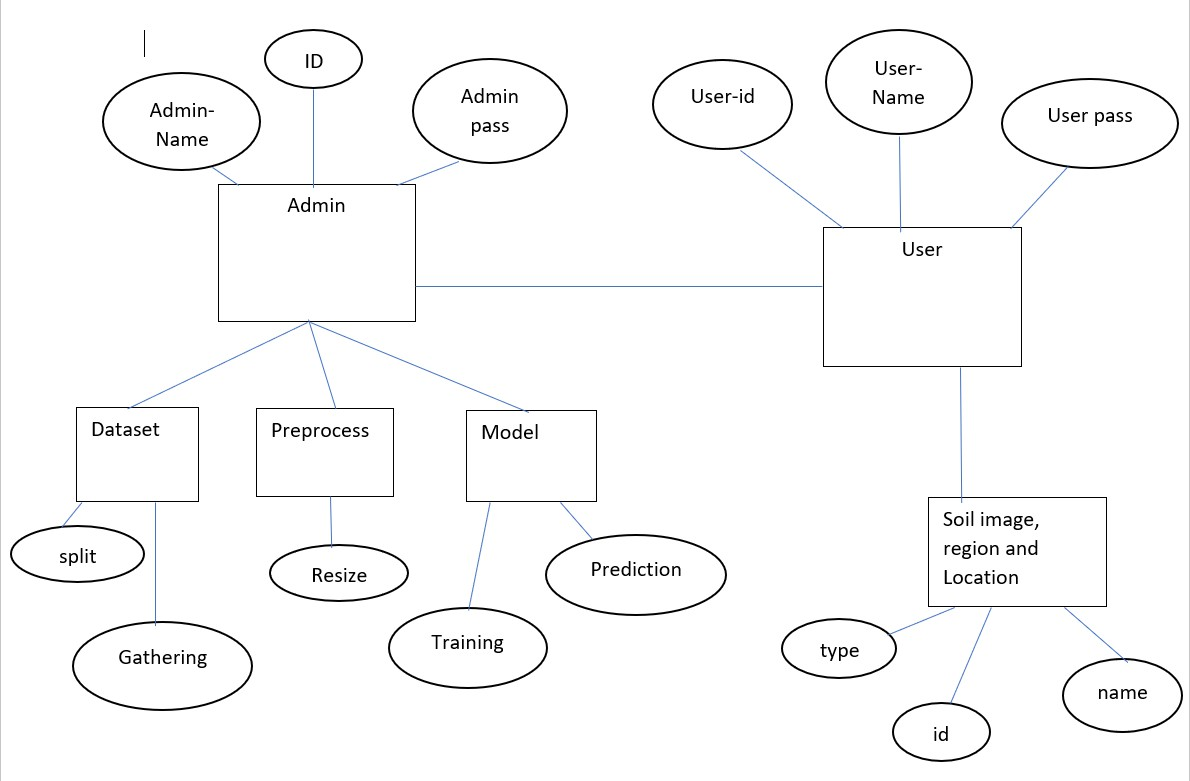 ID
Admin-
Name
Admin
pass
User-id
User-
Name
User pass
Admin
User
Dataset
Preprocess
Model
split
Resize
Prediction
Gathering
Training
Soil image,
region and
Location
type
id
name